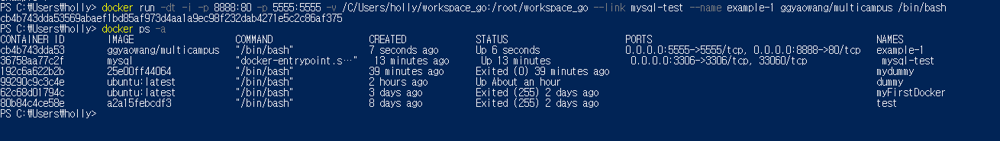 PS C:₩Users₩holly> docker run -dt -i -p 8888:80 -p 5555:5555 -v /C/Users/holly/workspace_go:/root/workspace_go --link mysql-test --name example-1 ggyaowang/multicampus /bin/bash
cb4b743dda53569abaef1bd85af973d4aa1a9ec98f232dab4271e5c2c86af375
PS C:₩Users₩holly> docker ps -a
CONTAINER ID IMAGE COMMAND CREATED STATUS PORTS NAMES
cb4b743dda53 ggyaowang/multicampus "/bin/bash" 7 seconds ago Up 6 seconds 0.0.0.0:5555->5555/tcp, 0.0.0.0:8888->80/tcp example-1
36758aa77c2f mysql "docker-entrypoint.s…" 13 minutes ago Up 13 minutes 0.0.0.0:3306->3306/tcp, 33060/tcp mysql-test
192c6a622b2b 25e00ff44064 "/bin/bash" 39 minutes ago Exited (0) 39 minutes ago mydummy
99290c9c3c4e ubuntu:latest "/bin/bash" 2 hours ago Up About an hour dummy
62c68d01794c ubuntu:latest "/bin/bash" 3 days ago Exited (255) 2 days ago myFirstDocker
80b84c4ce58e a2a15febcdf3 "/bin/bash" 8 days ago Exited (255) 2 days ago test
PS C:₩Users₩holly>